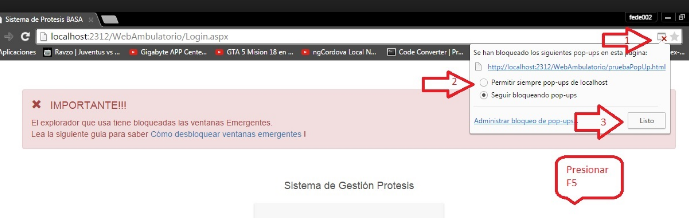 Sistema de Protesis BASA
fede002
localhost:2312/WebAmbulatorio/Login.aspx
Aplicaciones
Ravzo | Juventus vs ...
Gigabyte APP Cente...
GTA 5 Mision 18 en ...
ngCordova Local N...
Code Converter | Pr...
1
Se han bloqueado los siguientes pop-ups en esta página:
http://localhost:2312/WebAmbulatorio/pruebaPopUp.html
2
Permitir siempre pop-ups de localhost
Seguir bloqueando pop-ups
Administrar bloqueo de pop-ups...
3
Listo
IMPORTANTE!!!
El explorador que usa tiene bloqueadas las ventanas Emergentes.
Lea la siguiente guia para saber Cómo desbloquear ventanas emergentes !
Presionar
F5
Sistema de Gestión Protesis